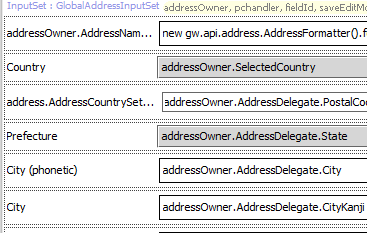 InputSet : GlobalAddressInputSet addressOwner, pchandler, fieldId, saveEditMo
addressOwner.AddressNam... new gw.api.address.AddressFormatter().f
Country addressOwner.SelectedCountry
address.AddressCountrySet... addressOwner.AddressDelegate.PostalCo
Prefecture addressOwner.AddressDelegate.State
City (phonetic) addressOwner.AddressDelegate.City
City addressOwner.AddressDelegate.CityKanji